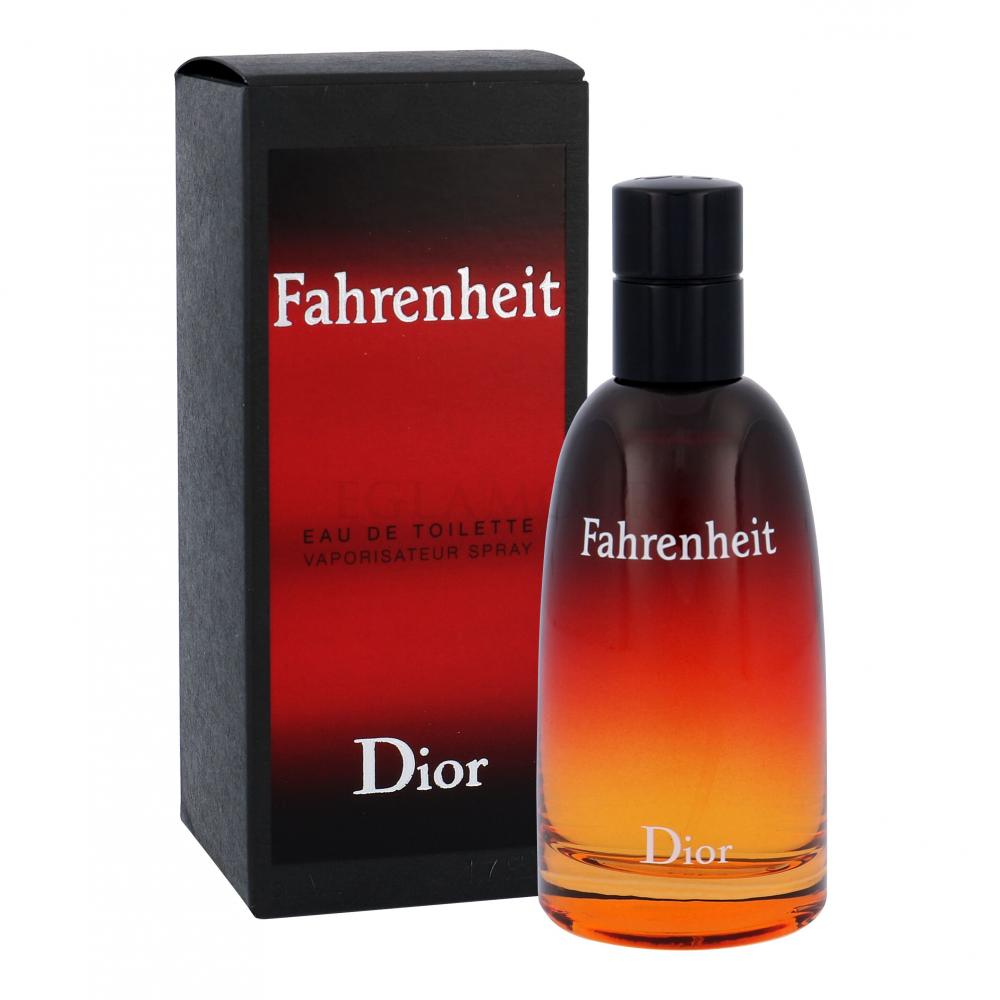 Fahrenheit
EAU DE TOILETTE
VAPORISATEUR SPRAY
Dior
Fahrenheit
Dior